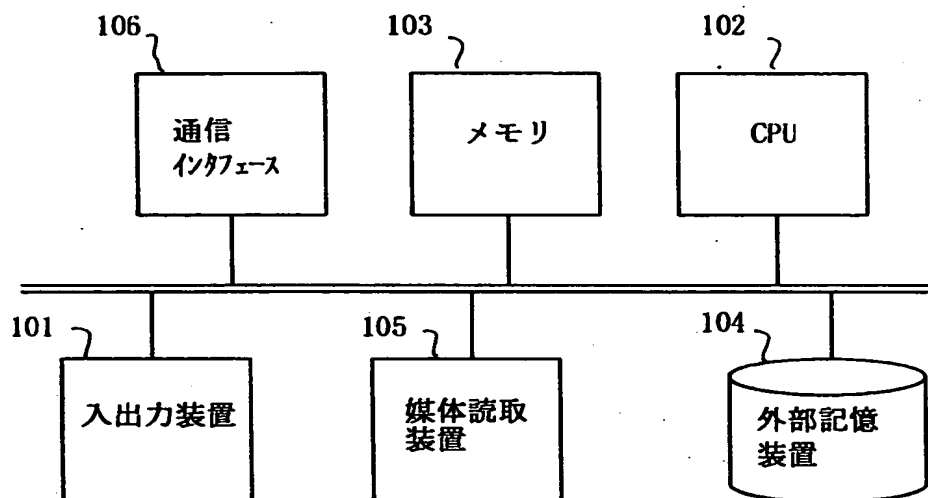 106
103
102
通信
インタフェース
メモリ
CPU
101
105
104
入出力装置
媒体読取
装置
外部記憶
装置